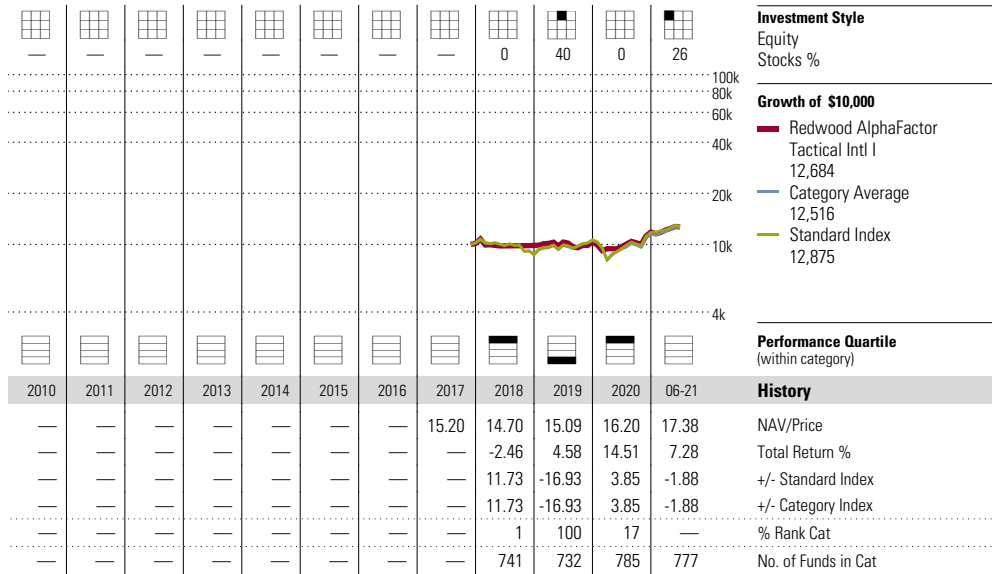 — — — — — — — — 0 40 0 26
Investment Style
Equity
Stocks %
100k
80k
60k
40k
20k
10k
4k
Growth of $10,000
Redwood AlphaFactor
Tactical Intl I
12,684
Category Average
12,516
Standard Index
12,875
Performance Quartile
(within category)
2010 2011 2012 2013 2014 2015 2016 2017 2018 2019 2020 06-21 History
— — — — — — — 15.20 14.70 15.09 16.20 17.38 NAV/Price
— — — — — — — — -2.46 4.58 14.51 7.28 Total Return %
— — — — — — — — 11.73 -16.93 3.85 -1.88 +/- Standard Index
— — — — — — — — 11.73 -16.93 3.85 -1.88 +/- Category Index
— — — — — — — — 1 100 17 — % Rank Cat
— — — — — — — — 741 732 785 777 No. of Funds in Cat